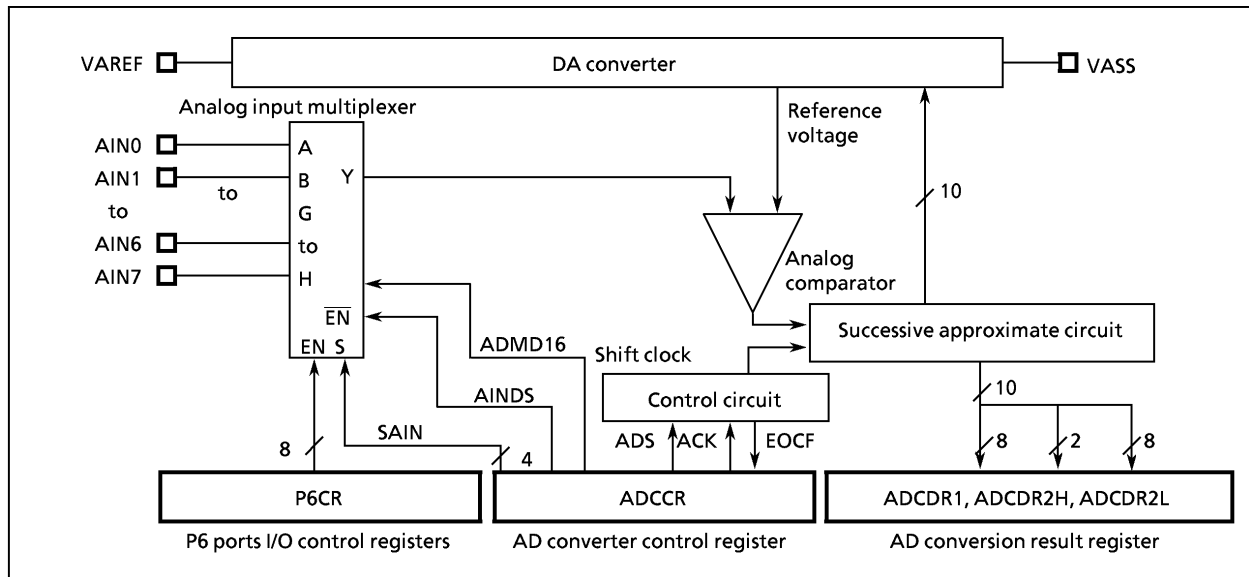 VAREF
DA converter
VASS
Analog input multiplexer
Reference
voltage
AIN0
A
AIN1
to
B
Y
to
G
10
AIN6
to
AIN7
H
Analog
comparator
EN
Successive approximate circuit
EN S
ADMD16
Shift clock
10
AINDS
Control circuit
SAIN
ADS
ACK
EOCF
8
4
8
2
8
P6CR
ADCCR
ADCDR1, ADCDR2H, ADCDR2L
P6 ports I/O control registers
AD converter control register
AD conversion result register